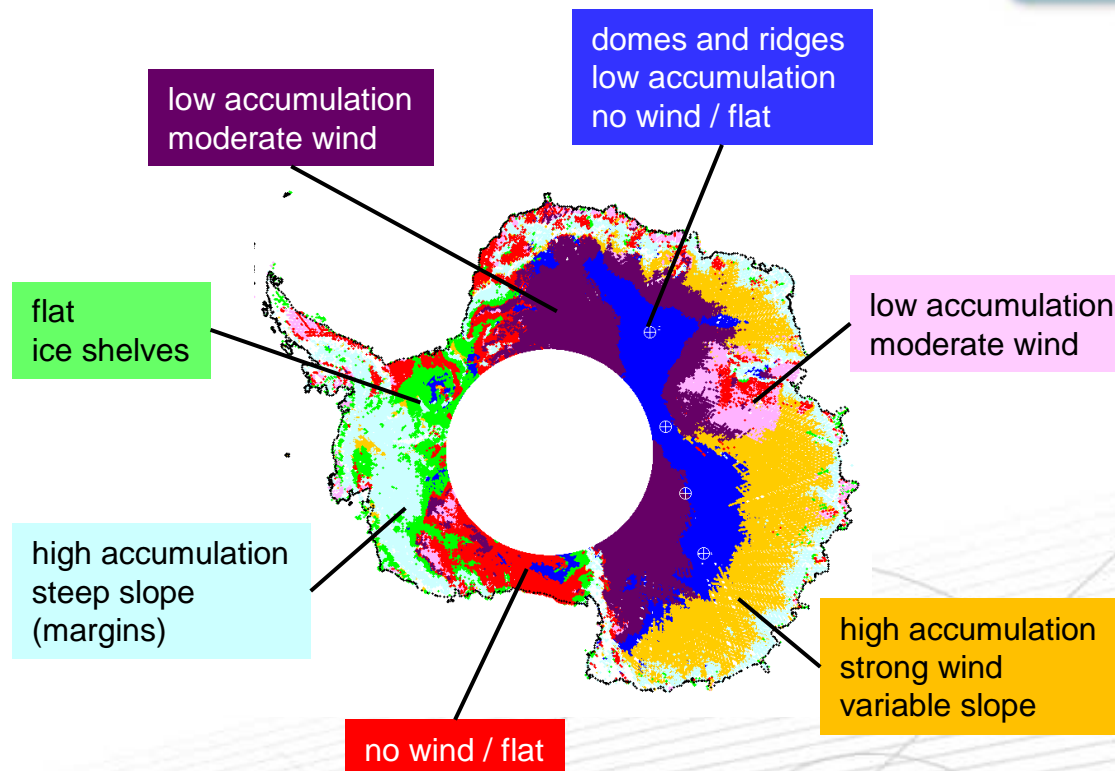 domes and ridges
low accumulation
no wind / flat
low accumulation
moderate wind
flat
ice shelves
low accumulation
moderate wind
high accumulation
steep slope
(margins)
high accumulation
strong wind
variable slope
no wind / flat